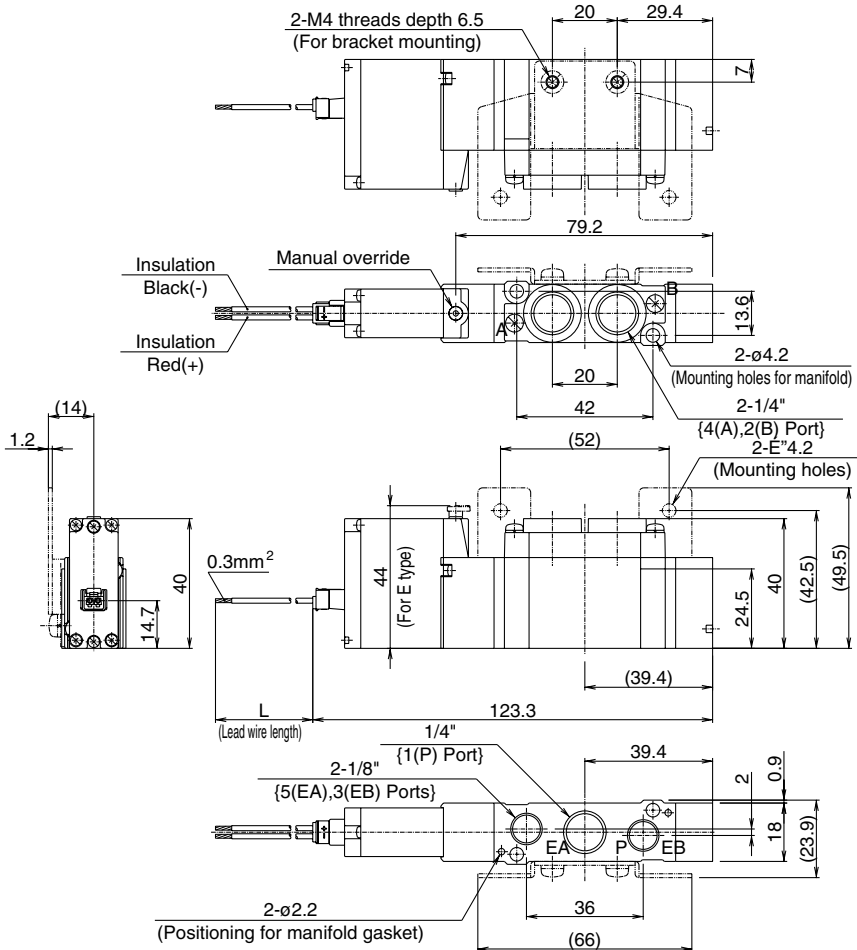 2-M4 threads depth 6.5
(For bracket mounting)
20
29.4
7
79.2
Insulation
Black(-)
Manual override
Insulation
Red(+)
A
B
13.6
2-ø4.2
(Mounting holes for manifold)
20
42
2-1/4"
{4(A),2(B) Port}
(14)
1.2
(52)
2-E"4.2
(Mounting holes)
0.3mm²
40
14.7
44
(For E type)
24.5
40
(42.5)
(49.5)
(39.4)
L
(Lead wire length)
123.3
1/4"
{1(P) Port}
39.4
2
0.9
2-1/8"
{5(EA),3(EB) Ports}
EA
P
EB
18
(23.9)
2-ø2.2
(Positioning for manifold gasket)
36
(66)